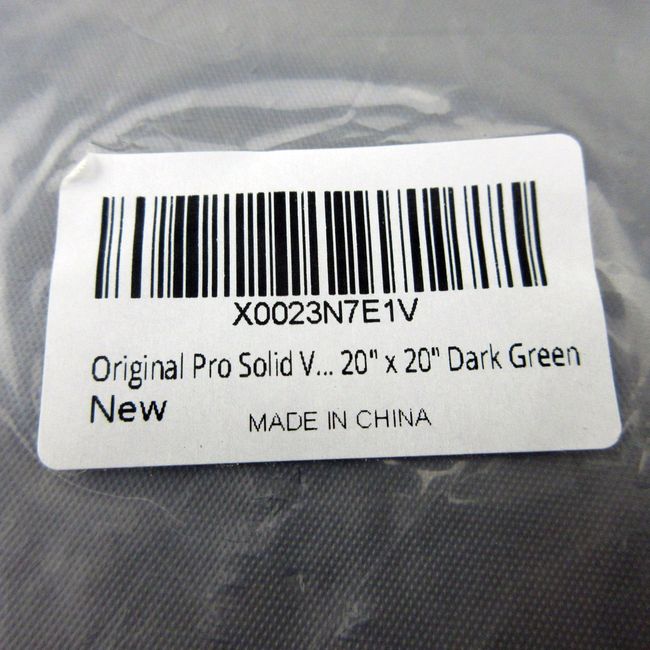 X0023N7E1V
Original Pro Solid V... 20" x 20" Dark Green
New
MADE IN CHINA